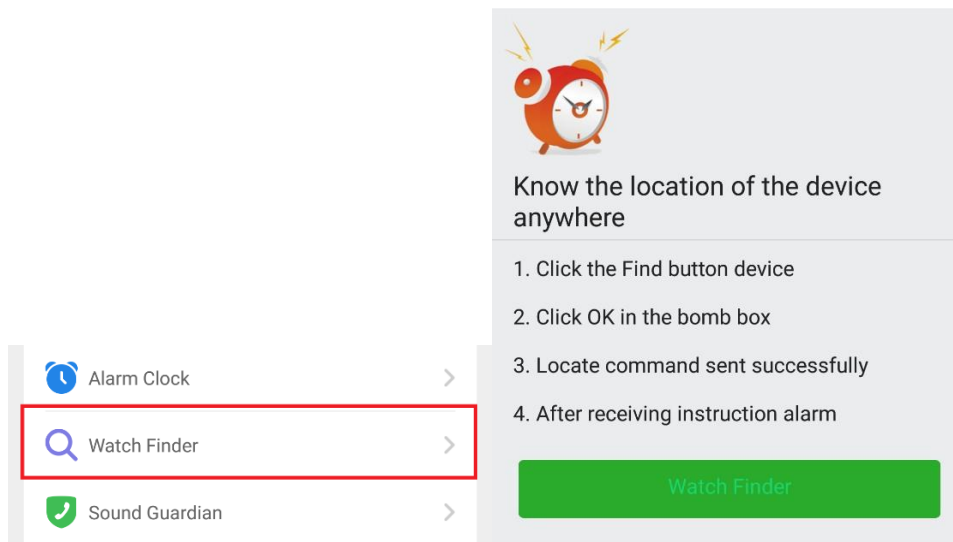 Alarm Clock
Watch Finder
Sound Guardian
Know the location of the device
anywhere
1. Click the Find button device
2. Click OK in the bomb box
3. Locate command sent successfully
4. After receiving instruction alarm
Watch Finder